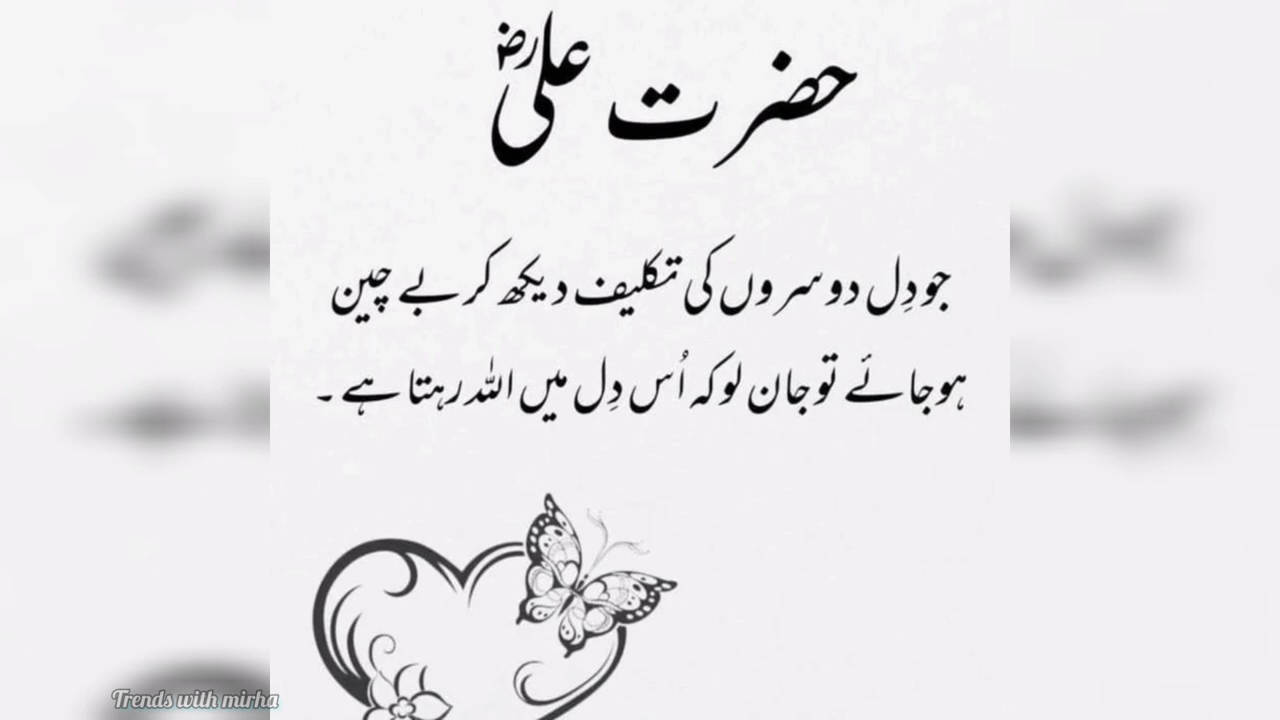 حضرت علیؓ
جو دِل دوسروں کی تکلیف دیکھ کر بے چین
ہو جائے تو جان لو کہ اُس دِل میں اللہ رہتا ہے ۔
Trends with mirha